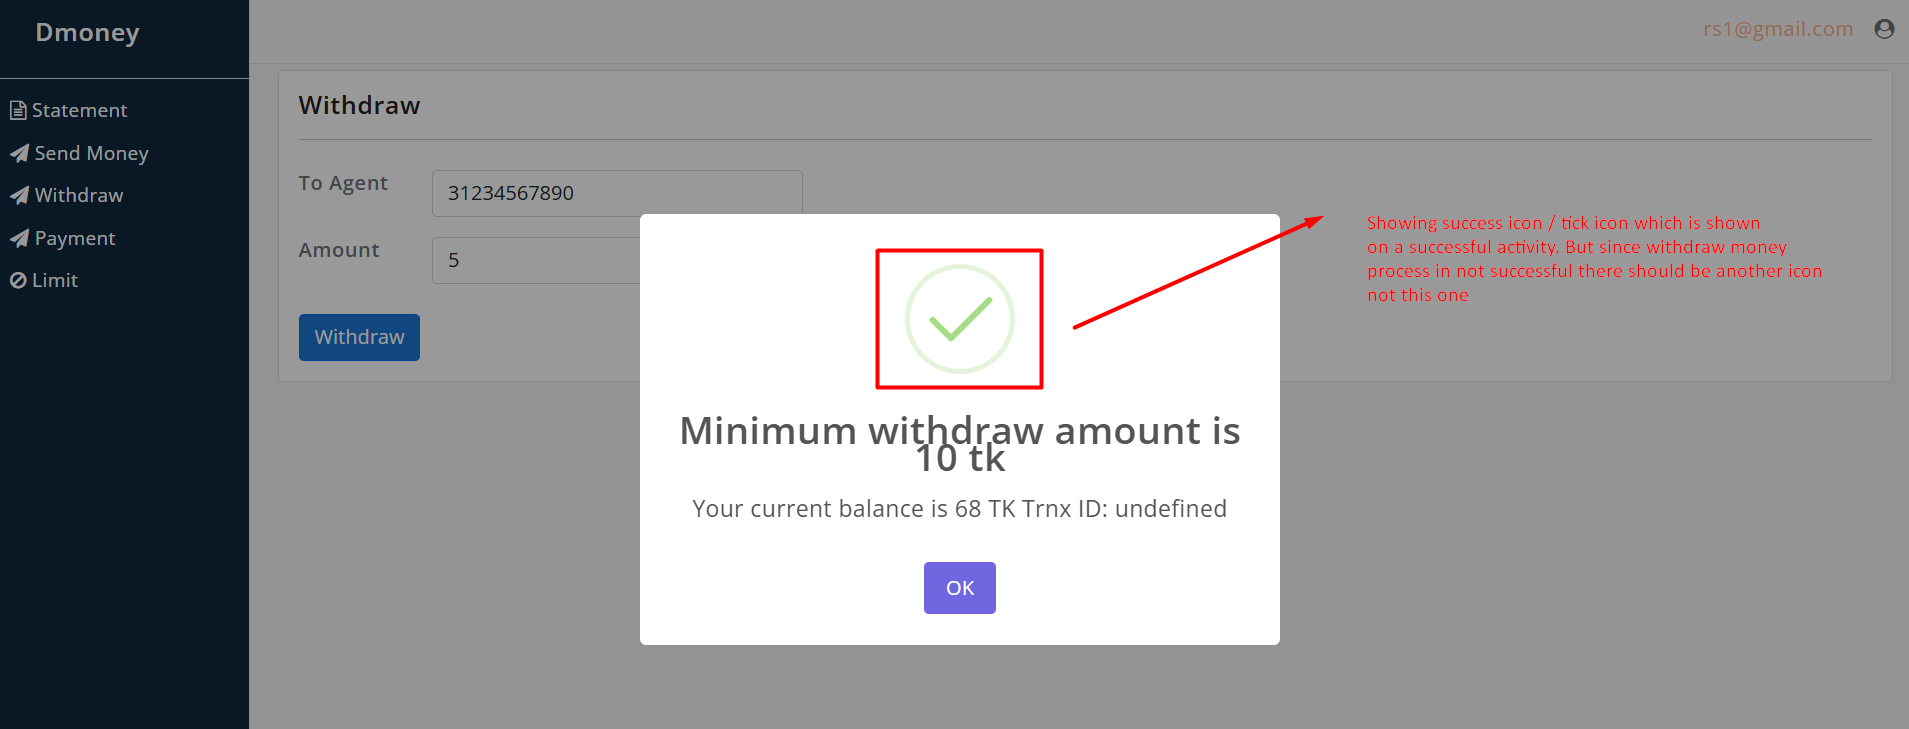 Dmoney
rs1@gmail.com
Statement
Send Money
Withdraw
Payment
Limit
Withdraw
To Agent
31234567890
Amount
5
Withdraw
Minimum withdraw amount is
10 tk
Your current balance is 68 TK Trnx ID: undefined
OK
Showing success icon / tick icon which is shown
on a successful activity. But since withdraw money
process in not successful there should be another icon
not this one